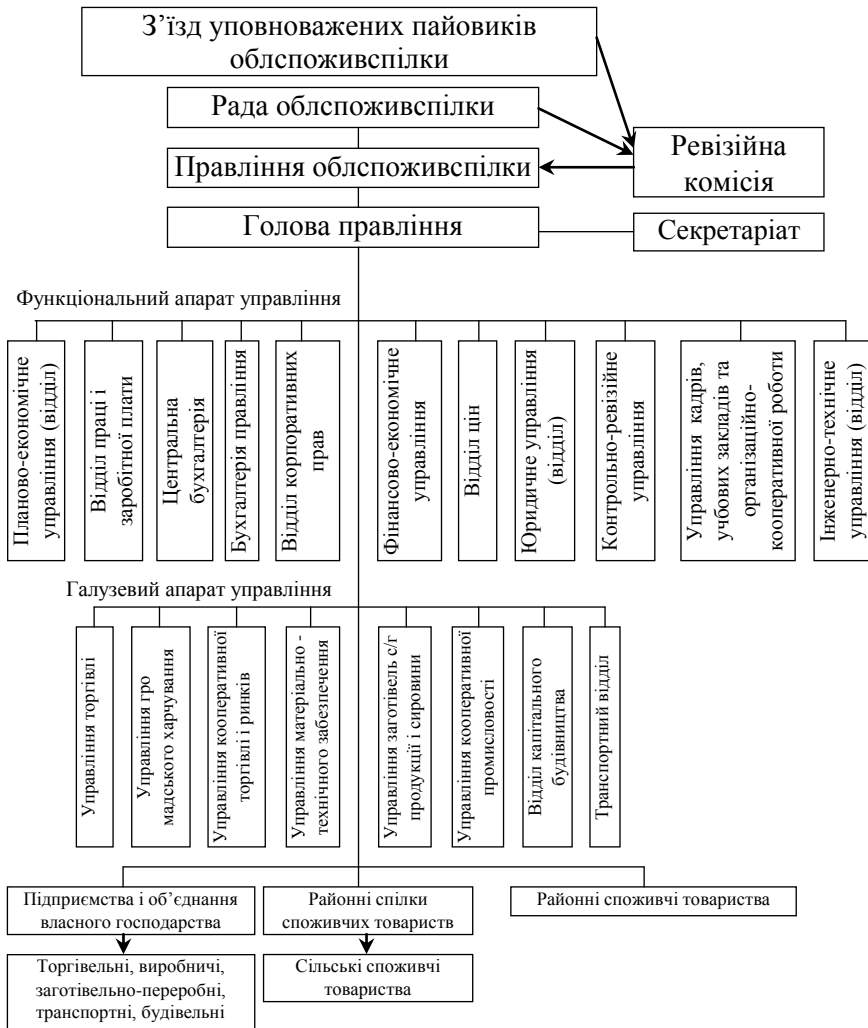 З’їзд уповноважених пайовиків
облспоживспілки
Рада облспоживспілки
Правління облспоживспілки
Ревізійна
комісія
Голова правління
Секретаріат
Функціональний апарат управління
Планово-економічне
управління (відділ)
Відділ праці і
заробітної плати
Центральна
бухгалтерія
Бухгалтерія правління
Відділ корпоративних
прав
Фінансово-економічне
управління
Відділ цін
Юридичне управління
(відділ)
Контрольно-ревізійне
управління
Управління кадрів,
учбових закладів та
організаційно-
кооперативної роботи
Інженерно-технічне
управління (відділ)
Галузевий апарат управління
Управління торгівлі
Управління гро
мадського харчування
Управління кооперативної
торгівлі і ринків
Управління матеріально -
технічного забезпечення
Управління заготівель с/г
продукції і сировини
Управління кооперативної
промисловості
Відділ капітального
будівництва
Транспортний відділ
Підприємства і об’єднання
власного господарства
Районні спілки
споживчих товариств
Районні споживчі товариства
Торгівельні, виробничі,
заготівельно-переробні,
транспортні, будівельні
Сільські споживчі
товариства